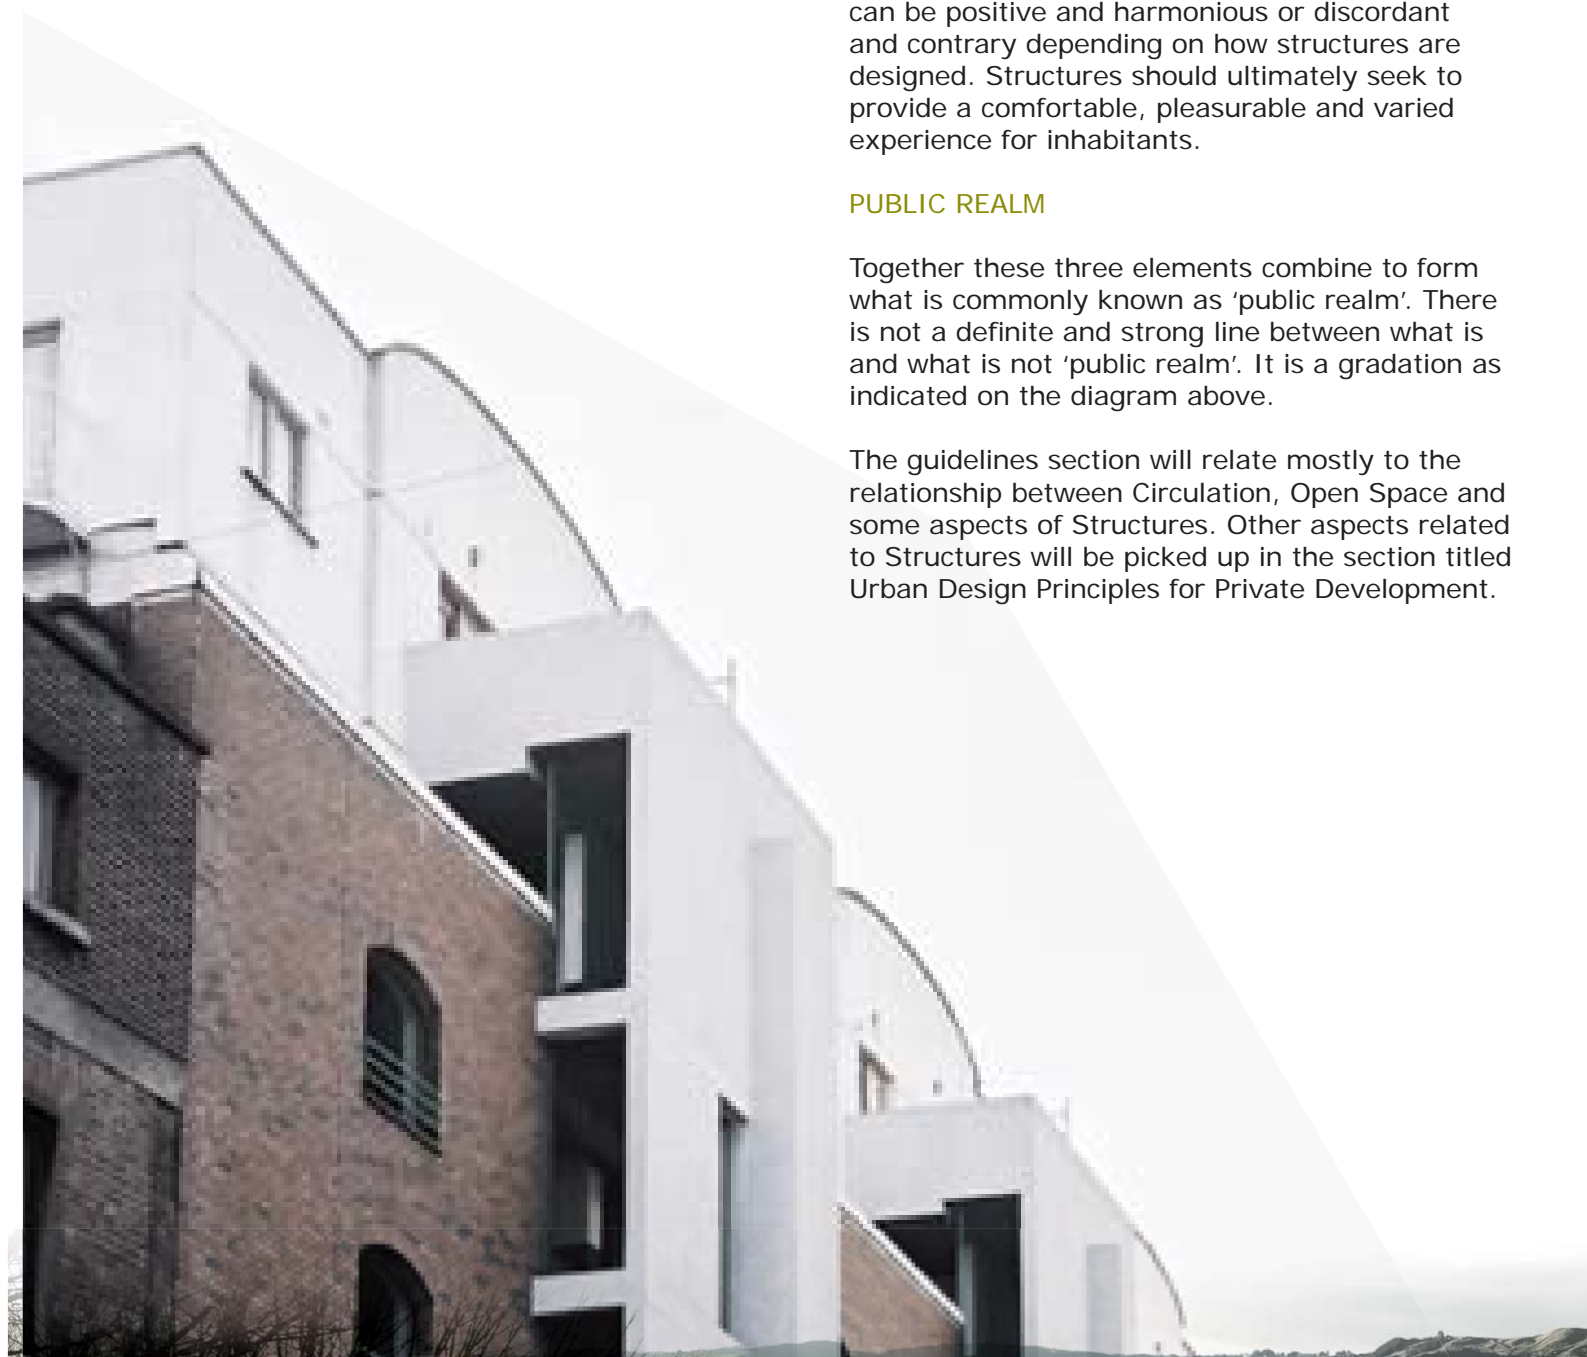 can be positive and harmonious or discordant
and contrary depending on how structures are
designed. Structures should ultimately seek to
provide a comfortable, pleasurable and varied
experience for inhabitants.
PUBLIC REALM
Together these three elements combine to form
what is commonly known as ‘public realm’. There
is not a definite and strong line between what is
and what is not ‘public realm’. It is a gradation as
indicated on the diagram above.
The guidelines section will relate mostly to the
relationship between Circulation, Open Space and
some aspects of Structures. Other aspects related
to Structures will be picked up in the section titled
Urban Design Principles for Private Development.